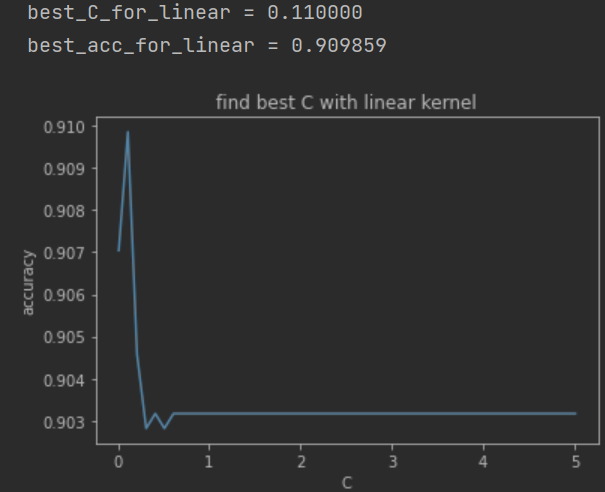 best_C_for_linear = 0.110000
best_acc_for_linear = 0.909859
find best C with linear kernel
0.910
0.909
0.908
0.907
0.906
0.905
0.904
0.903
accuracy
0 1 2 3 4 5
C